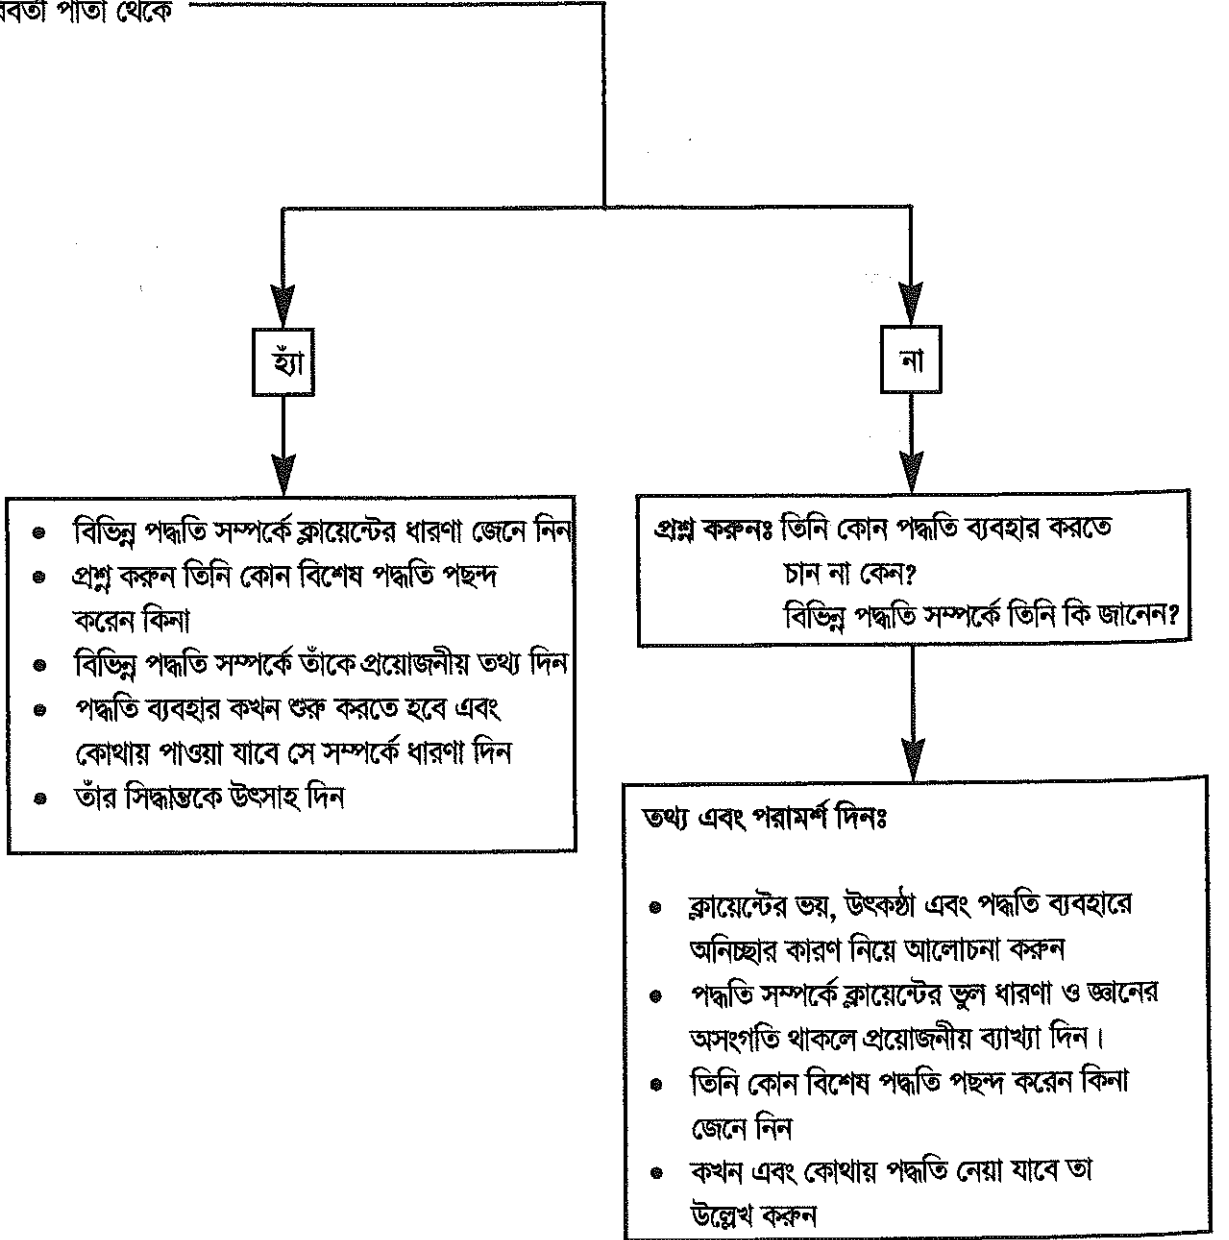 পাতা থেকে
হ্যাঁ
না
● বিভিন্ন পদ্ধতি সম্পর্কে ক্লায়েন্টের ধারণা জেনে নিন
● প্রশ্ন করুন তিনি কোন বিশেষ পদ্ধতি পছন্দ
করেন কিনা
● বিভিন্ন পদ্ধতি সম্পর্কে তাঁকে প্রয়োজনীয় তথ্য দিন
● পদ্ধতি ব্যবহার কখন শুরু করতে হবে এবং
কোথায় পাওয়া যাবে সে সম্পর্কে ধারণা দিন
● তাঁর সিদ্ধান্তকে উৎসাহ দিন
প্রশ্ন করুনঃ তিনি কোন পদ্ধতি ব্যবহার করতে
চান না কেন?
বিভিন্ন পদ্ধতি সম্পর্কে তিনি কি জানেন?
তথ্য এবং পরামর্শ দিনঃ
● ক্লায়েন্টের ভয়, উৎকন্ঠা এবং পদ্ধতি ব্যবহারে
অনিচ্ছার কারণ নিয়ে আলোচনা করুন
● পদ্ধতি সম্পর্কে ক্লায়েন্টের ভুল ধারণা ও জ্ঞানের
অসংগতি থাকলে প্রয়োজনীয় ব্যাখ্যা দিন।
● তিনি কোন বিশেষ পদ্ধতি পছন্দ করেন কিনা
জেনে নিন
● কখন এবং কোথায় পদ্ধতি নেয়া যাবে তা
উল্লেখ করুন